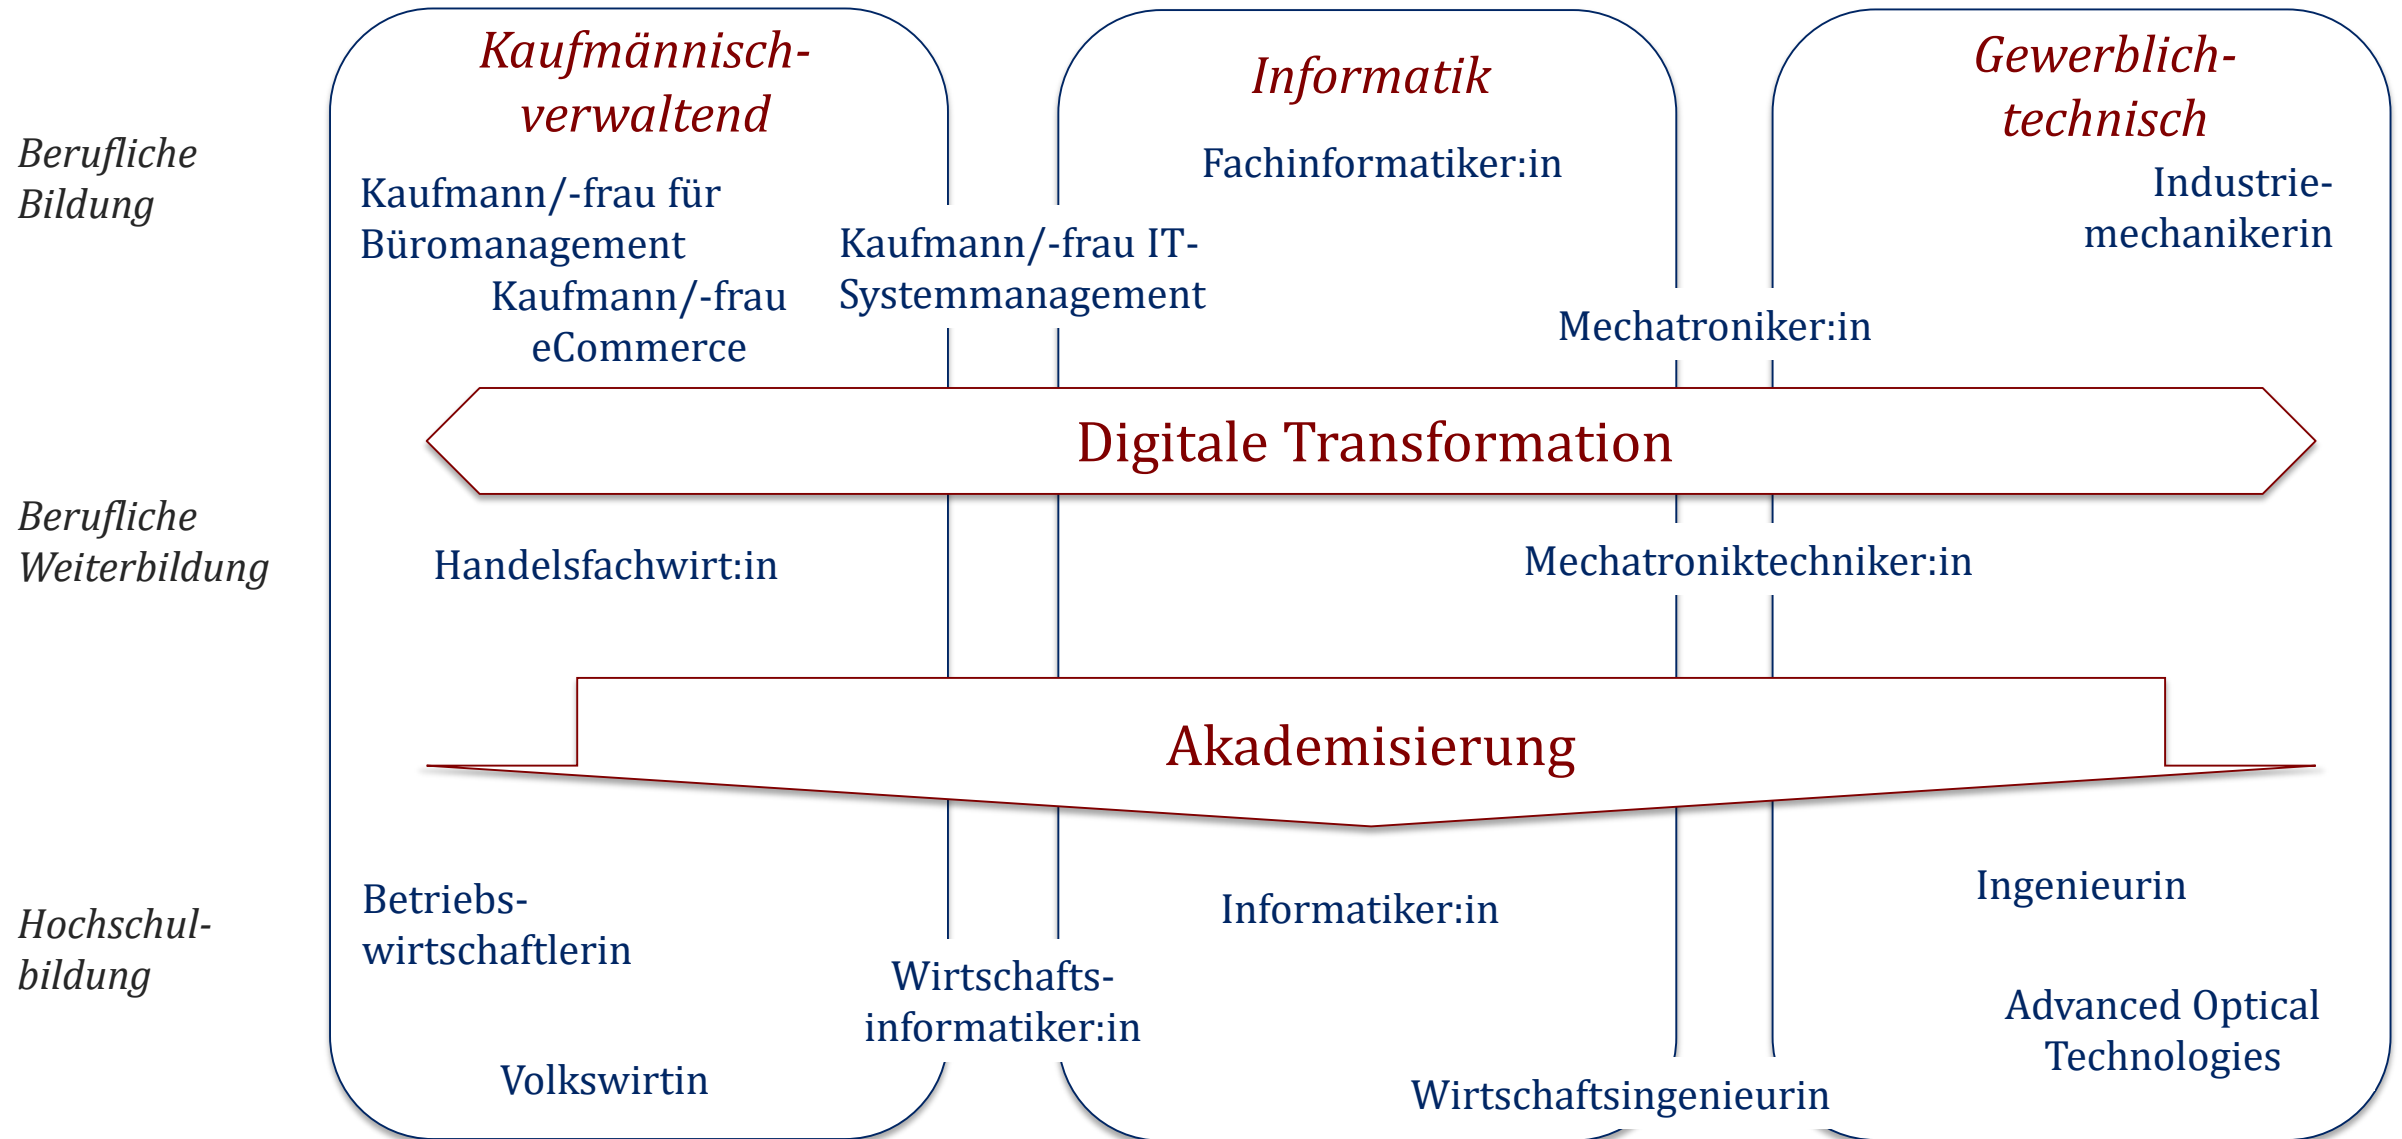 Kaufmännisch-
verwaltend
Informatik
Gewerblich-
technisch
Berufliche
Bildung
Kaufmann/-frau für
Büromanagement
Kaufmann/-frau
eCommerce
Kaufmann/-frau IT-
Systemmanagement
Fachinformatiker:in
Mechatroniker:in
Industrie-
mechanikerin
Digitale Transformation
Berufliche
Weiterbildung
Handelsfachwirt:in
Mechatroniktechniker:in
Akademisierung
Hochschul-
bildung
Betriebs-
wirtschaftlerin
Volkswirtin
Wirtschafts-
informatiker:in
Informatiker:in
Wirtschaftsingenieurin
Ingenieurin
Advanced Optical
Technologies